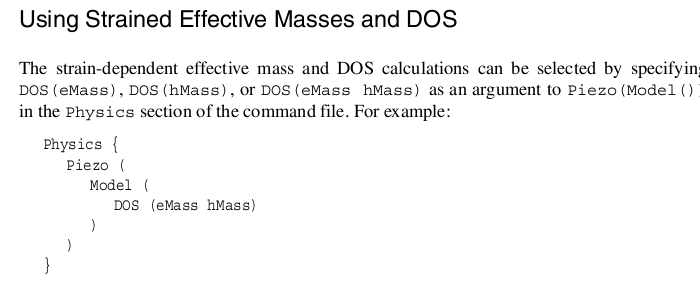 Using Strained Effective Masses and DOS
The strain-dependent effective mass and DOS calculations can be selected by specifying
DOS(eMass), DOS(hMass), or DOS(eMass hMass) as an argument to Piezo(Model()
in the Physics section of the command file. For example:
Physics {
Piezo (
Model (
DOS (eMass hMass)
)
)
}